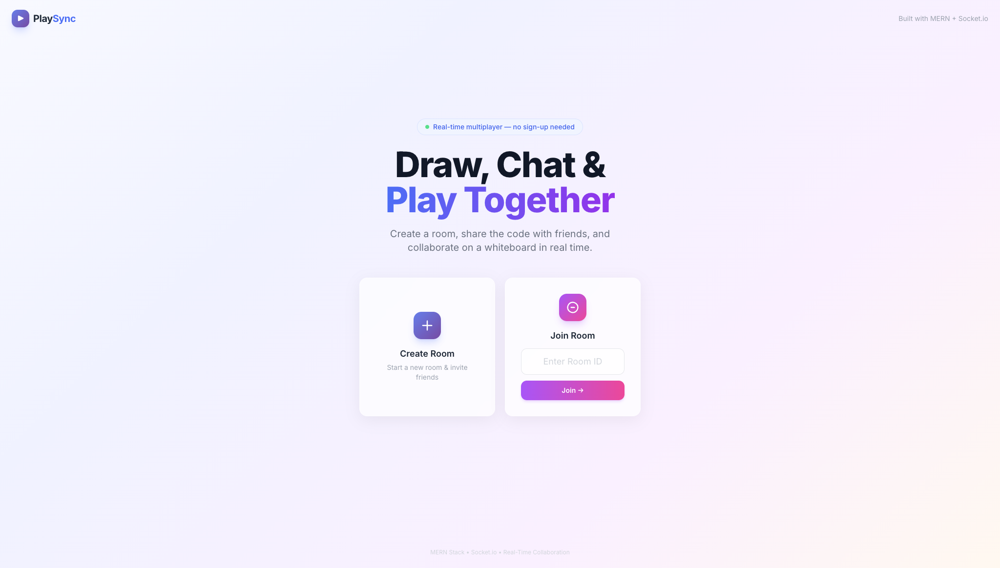 PlaySync
Built with MERN + Socket.io
Real-time multiplayer — no sign-up needed
Draw, Chat &
Play Together
Create a room, share the code with friends, and
collaborate on a whiteboard in real time.
Create Room
Start a new room & invite
friends
Join Room
Enter Room ID
Join →
MERN Stack • Socket.io • Real-Time Collaboration